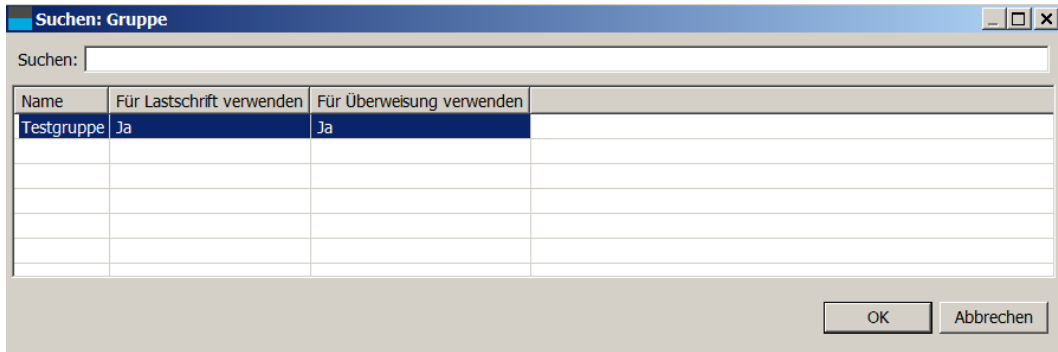 Suchen: Gruppe
Suchen:
Name Für Lastschrift verwenden Für Überweisung verwenden
Testgruppe Ja Ja
OK Abbrechen